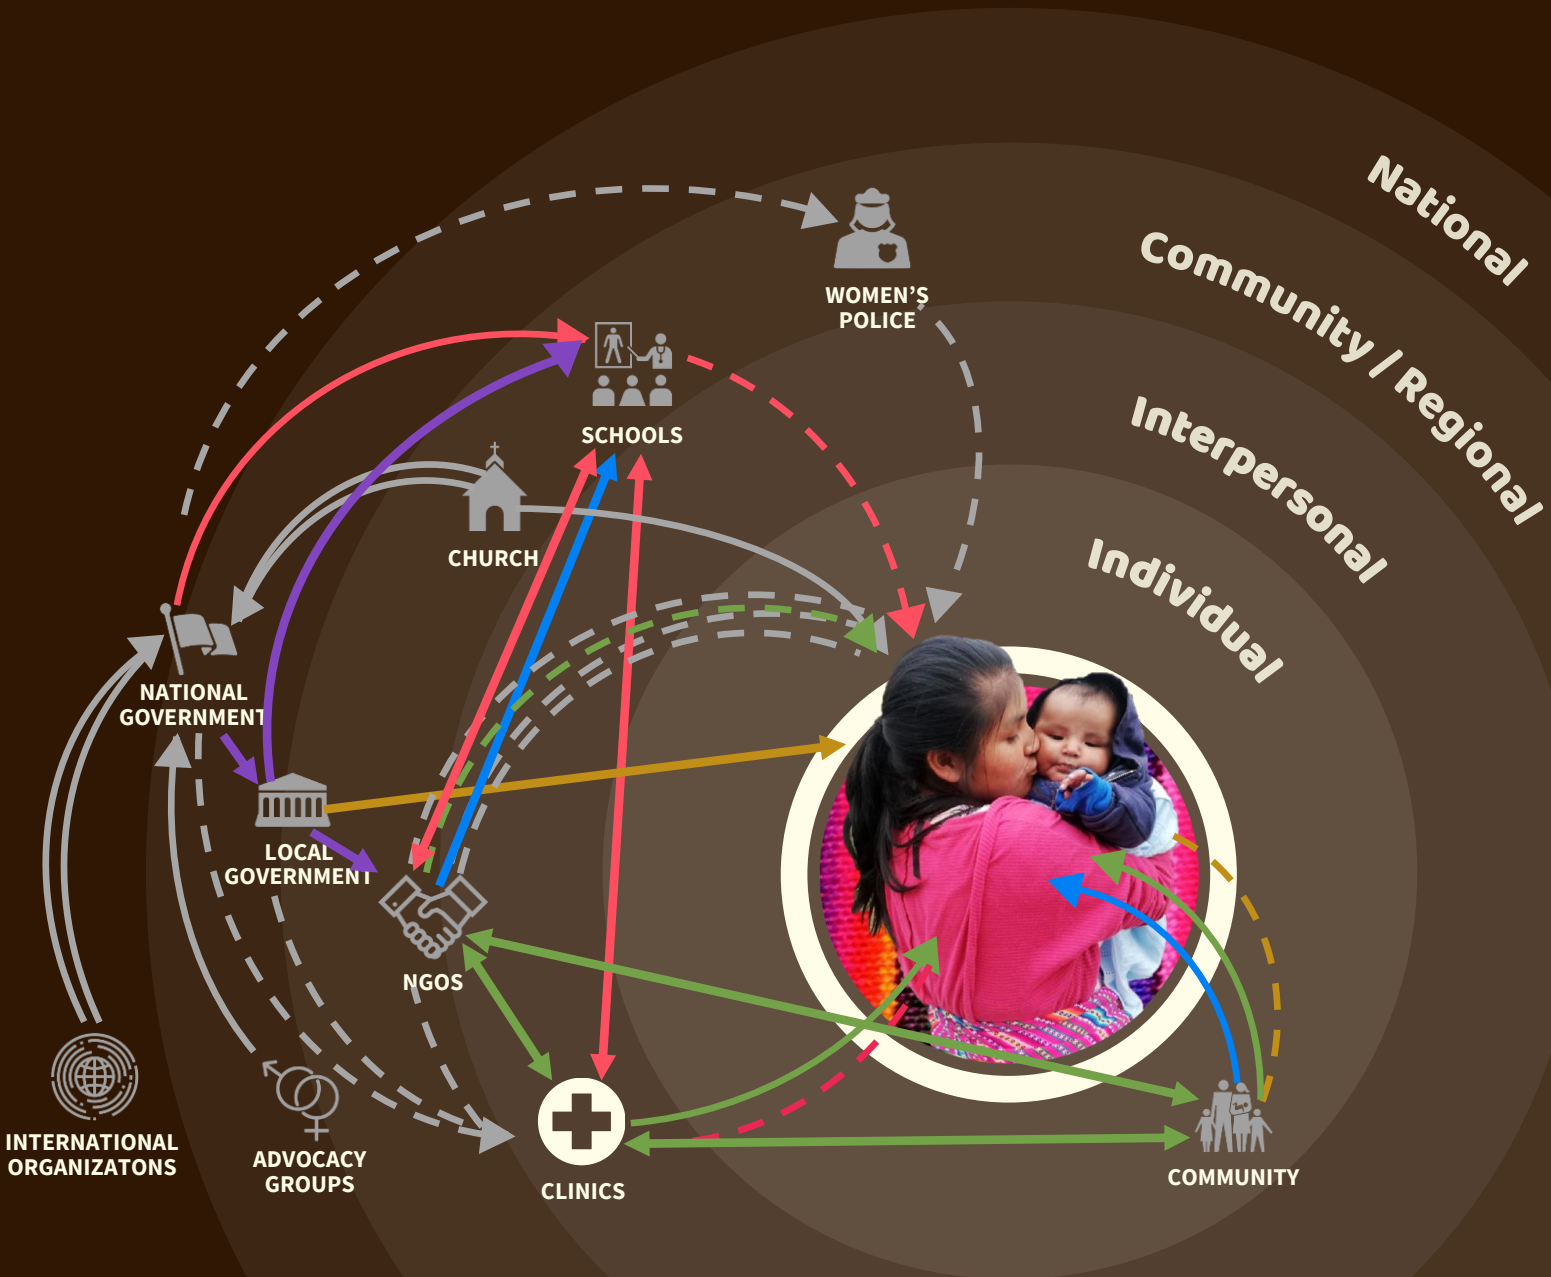 National
Community / Regional
Interpersonal
Individual
WOMEN'S
POLICE
SCHOOLS
CHURCH
NATIONAL
GOVERNMENT
LOCAL
GOVERNMENT
NGOS
INTERNATIONAL
ORGANIZATONS
ADVOCACY
GROUPS
CLINICS
COMMUNITY